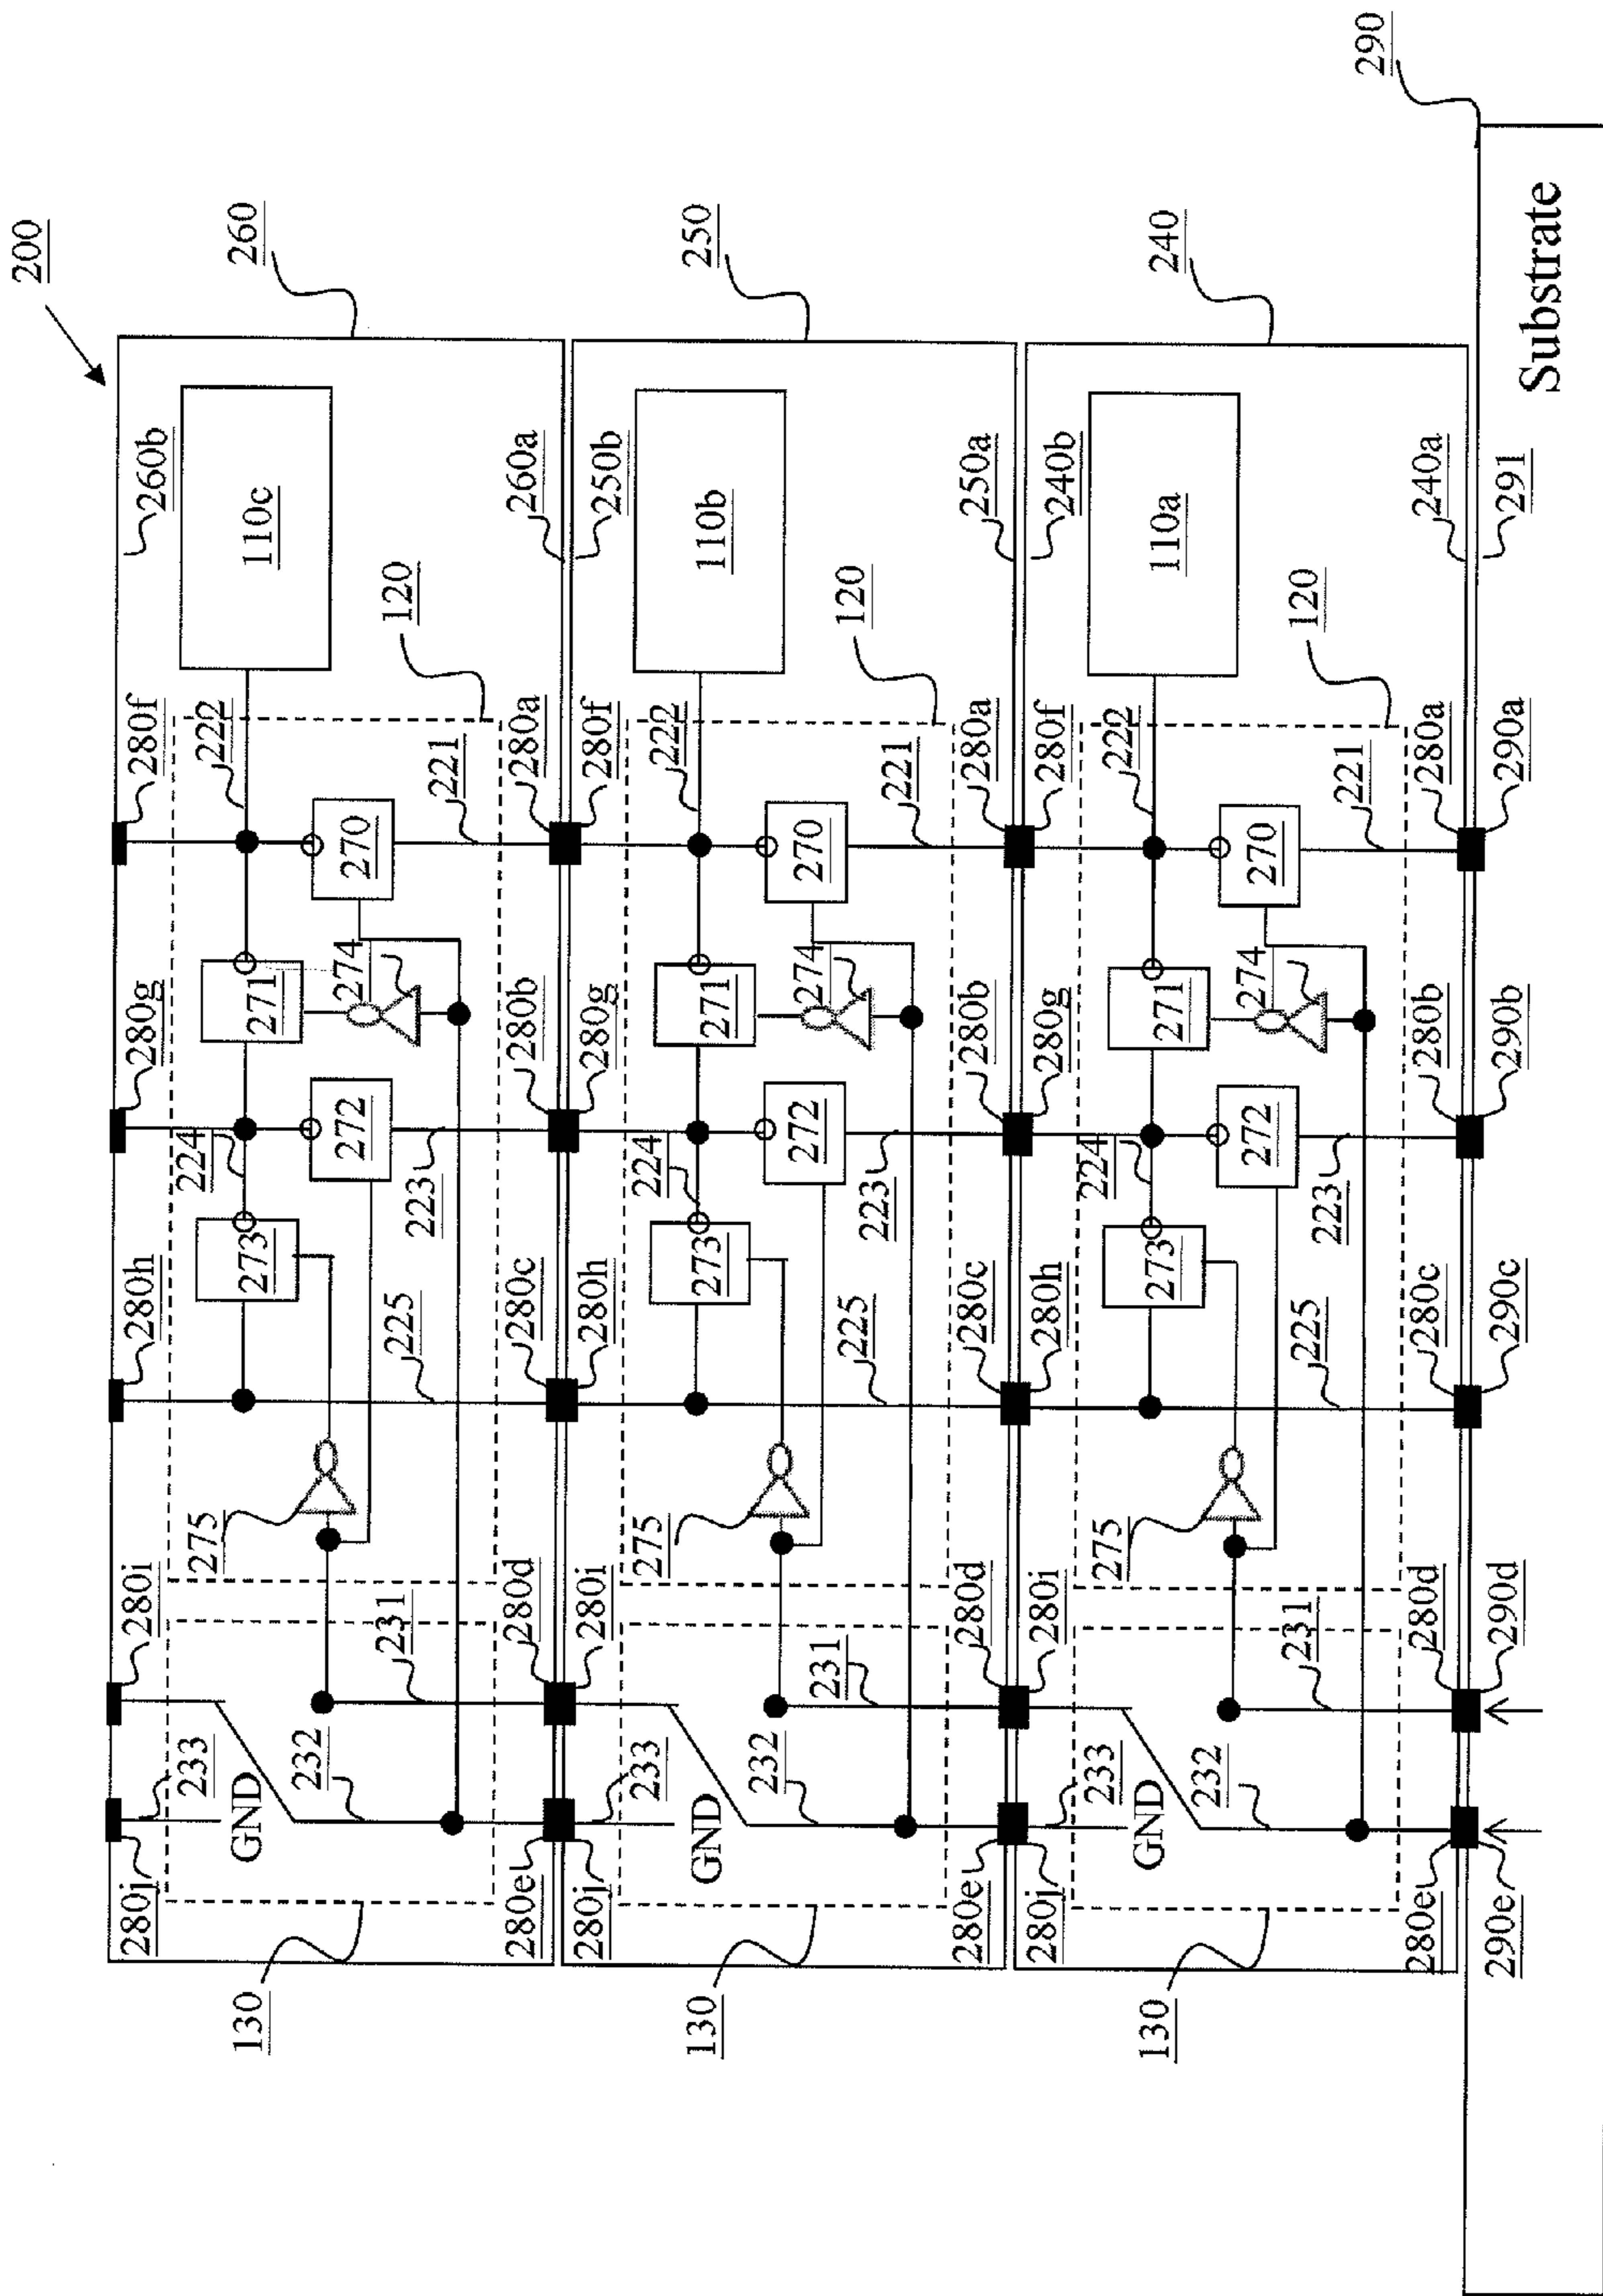 200
280j 280i 280h 280g 280f 260b
233 275 224 222
130 GND 273 271 110c 260
232 272 274 270
231 225 223 221 120
280e 280d 280c 280b 280a 260a
280j 280i 280h 280g 280f 250b
233 275 224 222
130 GND 273 271 110b 250
232 272 274 270
231 225 223 221 120
280e 280d 280c 280b 280a 250a
280j 280i 280h 280g 280f 240b
233 275 224 222
130 GND 273 271 110a 240
232 272 274 270
231 225 223 221 120
280e 280d 280c 280b 280a 240a
290e 290d 290c 290b 290a 291
Substrate 290